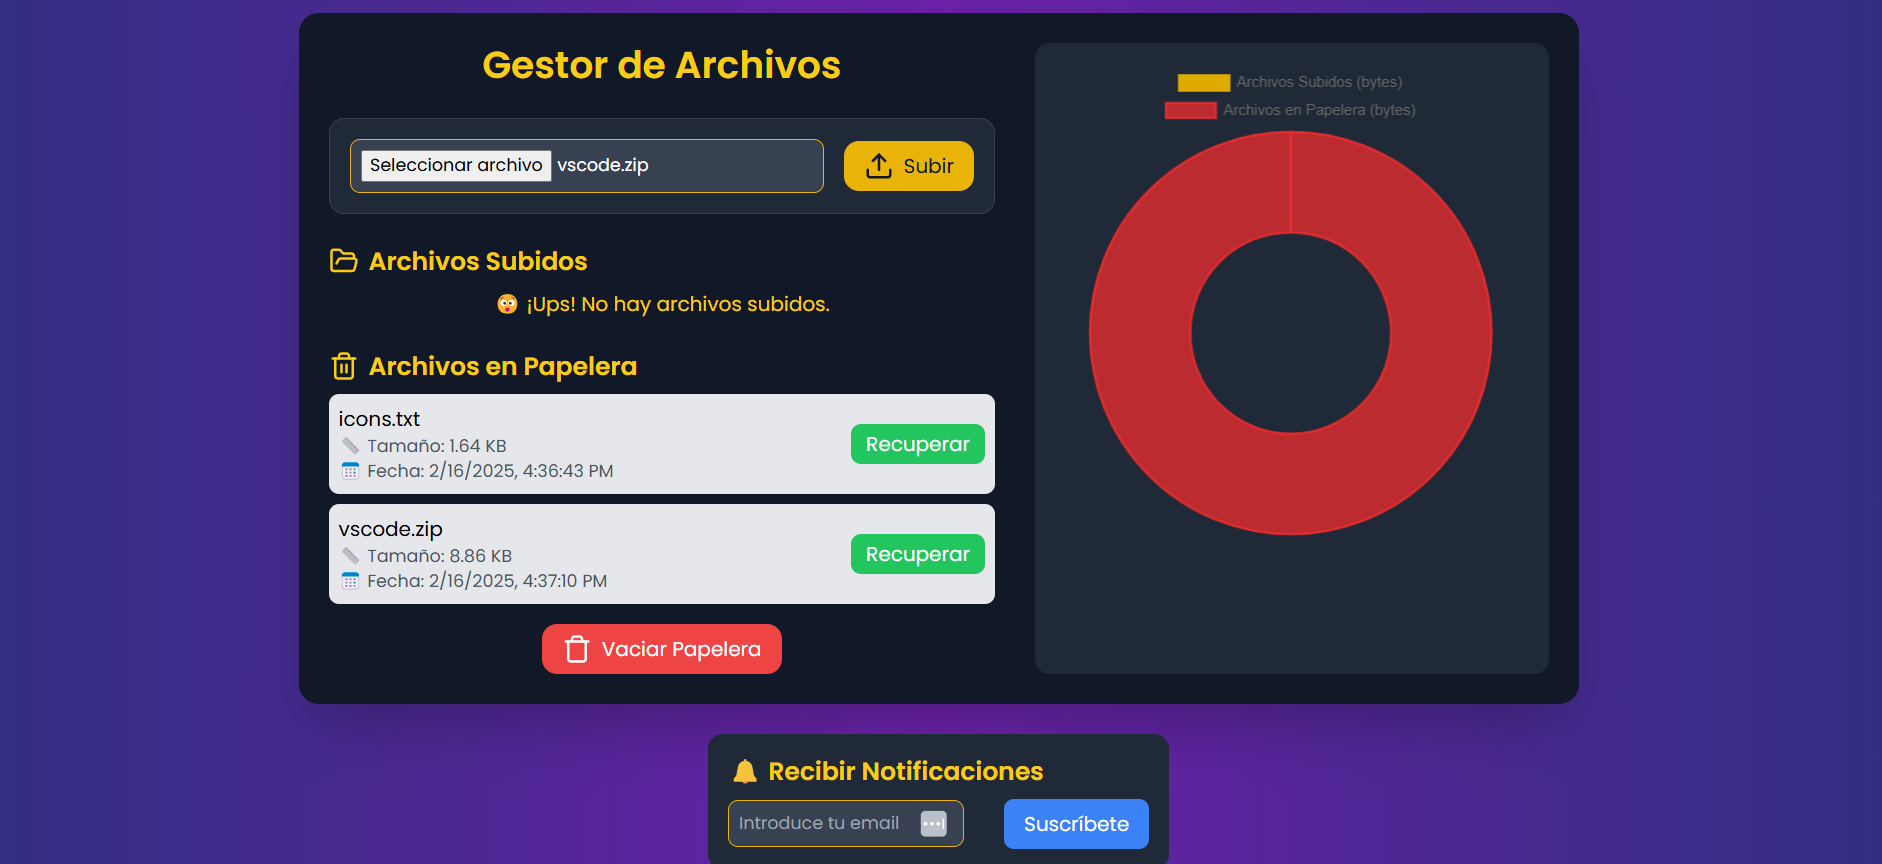 Gestor de Archivos
Seleccionar archivo vscode.zip
Subir
Archivos Subidos
¡Ups! No hay archivos subidos.
Archivos en Papelera
icons.txt
Tamaño: 1.64 KB
Fecha: 2/16/2025, 4:36:43 PM
Recuperar
vscode.zip
Tamaño: 8.86 KB
Fecha: 2/16/2025, 4:37:10 PM
Recuperar
Vaciar Papelera
Archivos Subidos (bytes)
Archivos en Papelera (bytes)
Recibir Notificaciones
Introduce tu email
Suscríbete